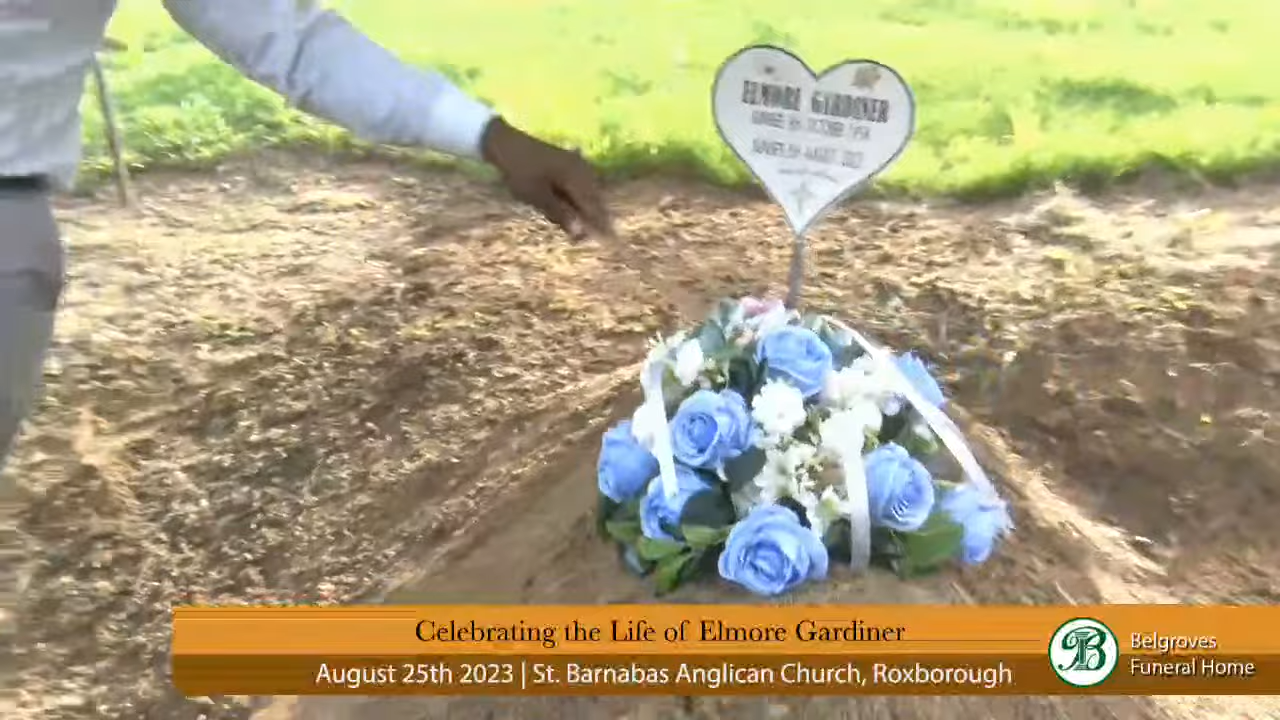 ELMORE GARDINER
Celebrating the Life of Elmore Gardiner
August 25th 2023 | St. Barnabas Anglican Church, Roxborough
B
Belgroves
Funeral Home